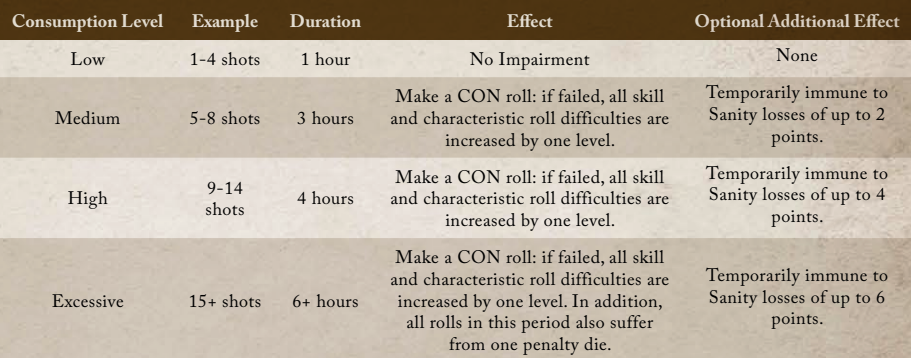 Consumption Level Example Duration Effect Optional Additional Effect
Low 1-4 shots 1 hour No Impairment None
Medium 5-8 shots 3 hours Make a CON roll: if failed, all skill
and characteristic roll difficulties are
increased by one level.
Temporarily immune to
Sanity losses of up to 2
points.
High 9-14
shots
4 hours Make a CON roll: if failed, all skill
and characteristic roll difficulties are
increased by one level.
Temporarily immune to
Sanity losses of up to 4
points.
Excessive 15+ shots 6+ hours Make a CON roll: if failed, all skill
and characteristic roll difficulties are
increased by one level. In addition,
all rolls in this period also suffer
from one penalty die.
Temporarily immune to
Sanity losses of up to 6
points.